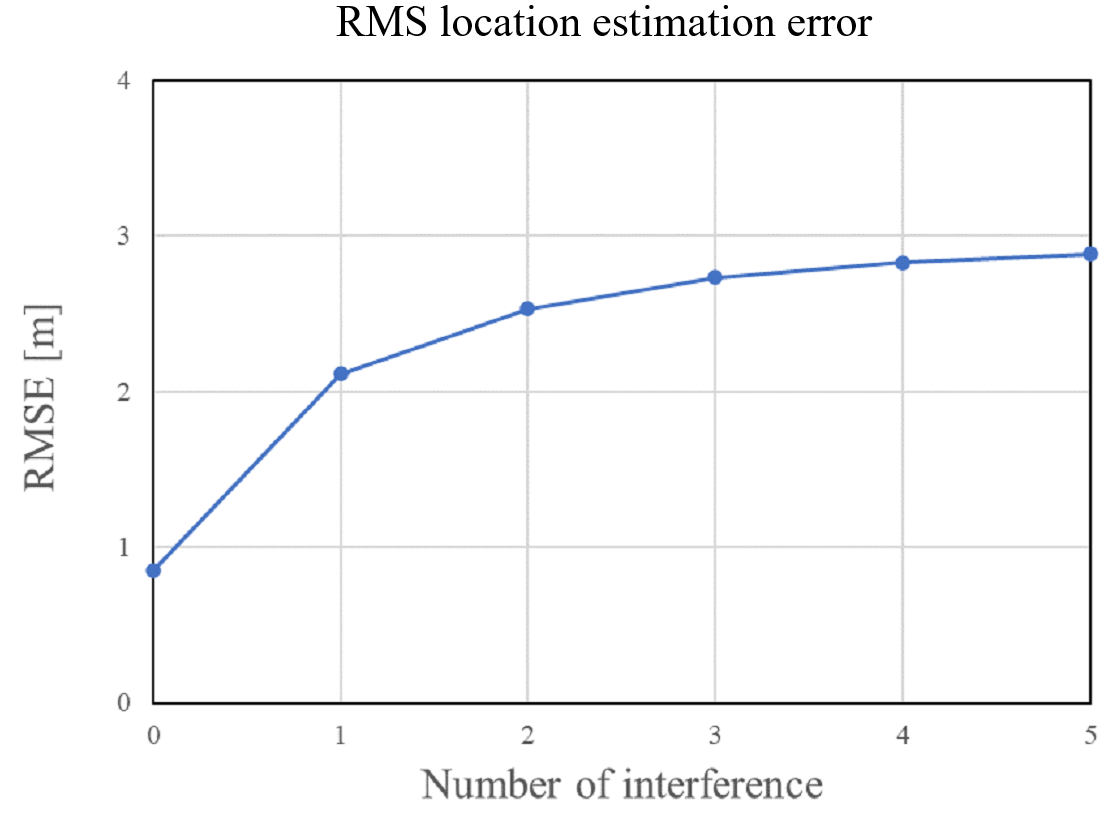 RMS location estimation error
4
3
2
1
0
RMSE [m]
0 1 2 3 4 5
Number of interference